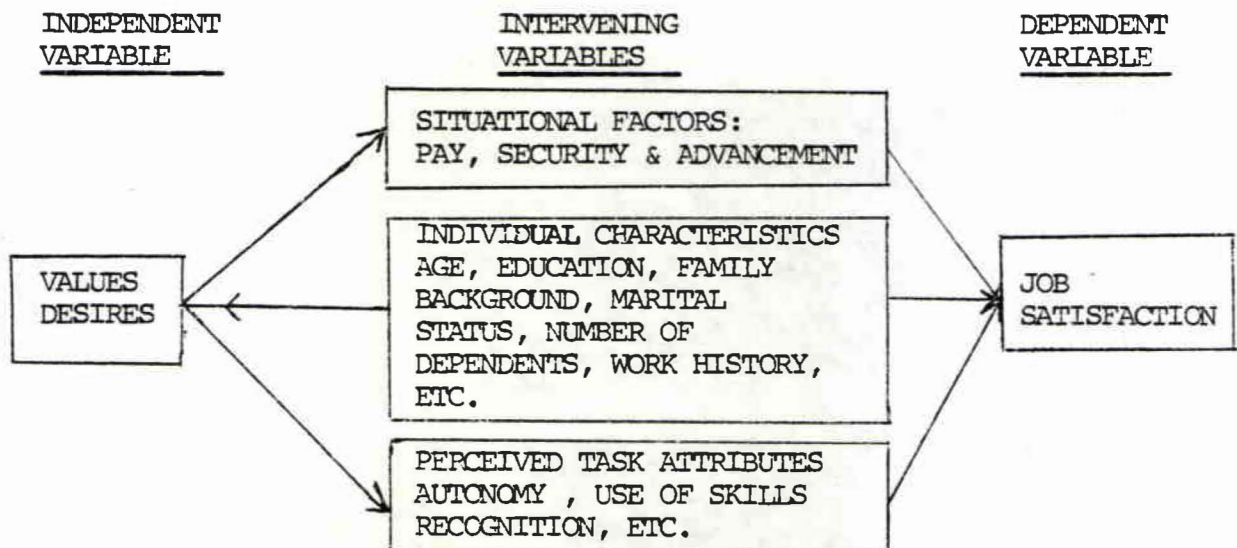 INDEPENDENT
VARIABLE
INTERVENING
VARIABLES
DEPENDENT
VARIABLE
SITUATIONAL FACTORS:
PAY, SECURITY & ADVANCEMENT
INDIVIDUAL CHARACTERISTICS
AGE, EDUCATION, FAMILY
BACKGROUND, MARITAL
STATUS, NUMBER OF
DEPENDENTS, WORK HISTORY,
ETC.
VALUES
DESIRES
JOB
SATISFACTION
PERCEIVED TASK ATTRIBUTES
AUTONOMY , USE OF SKILLS
RECOGNITION, ETC.